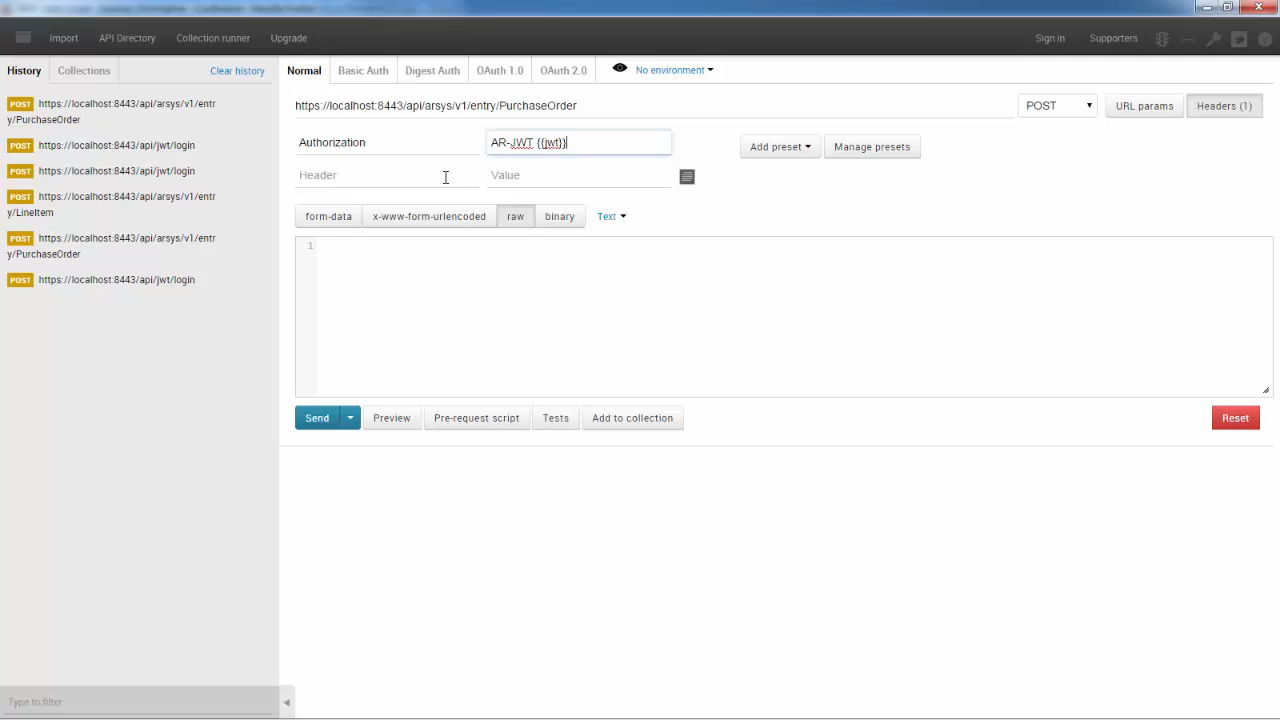 Import API Directory Collection runner Upgrade Sign in Supporters
History Collections Clear history Normal Basic Auth Digest Auth OAuth 1.0 OAuth 2.0 No environment
POST https://localhost:8443/api/arsys/v1/entr
y/PurchaseOrder
POST https://localhost:8443/api/jwt/login
POST https://localhost:8443/api/jwt/login
POST https://localhost:8443/api/arsys/v1/entr
y/LineItem
POST https://localhost:8443/api/arsys/v1/entr
y/PurchaseOrder
POST https://localhost:8443/api/jwt/login
Type to filter
https://localhost:8443/api/arsys/v1/entry/PurchaseOrder POST URL params Headers (1)
Authorization AR-JWT {{jwt}} Add preset Manage presets
Header Value
form-data x-www-form-urlencoded raw binary Text
1
Send Preview Pre-request script Tests Add to collection Reset